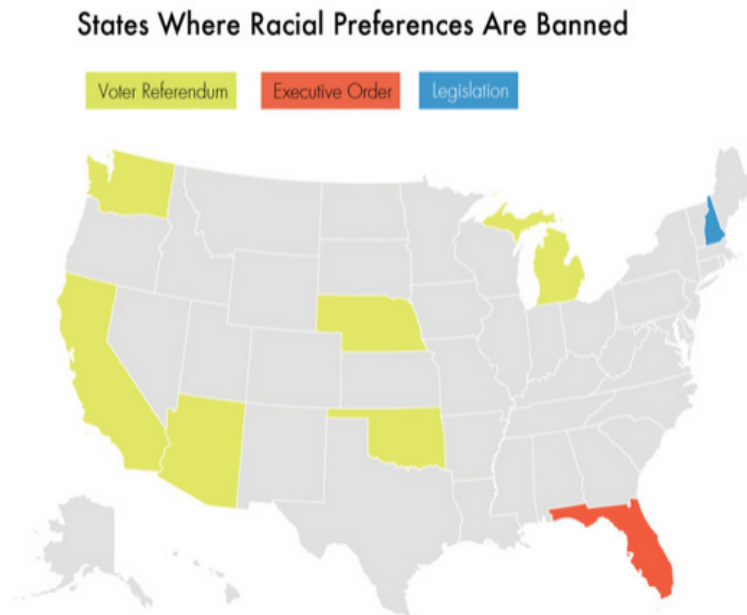 States Where Racial Preferences Are Banned
Voter Referendum
Executive Order
Legislation